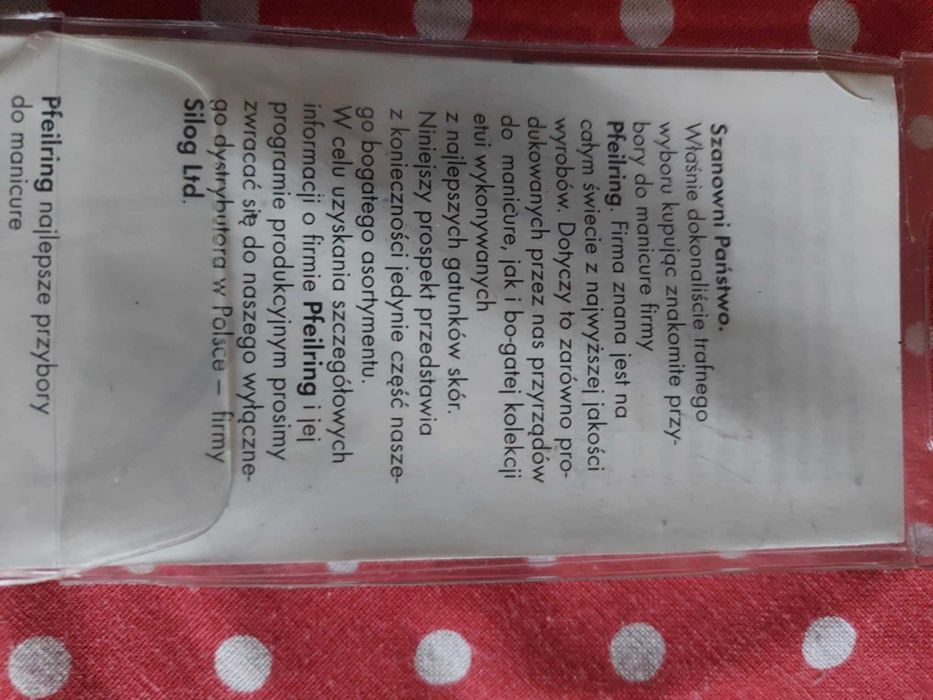 Szanowni Państwo.
Właśnie dokonaliście trafnego
wyboru kupując znakomite przy-
bory do manicure firmy
Pfeilring. Firma znana jest na
całym świecie z najwyższej jakości
wyrobów. Dotyczy to zarówno pro-
dukowanych przez nas przyrządów
do manicure, jak i bo-gatej kolekcji
etui wykonywanych
z najlepszych gatunków skór.
Niniejszy prospekt przedstawia
z konieczności jedynie część nasze-
go bogatego asortymentu.
W celu uzyskania szczegółowych
informacji o firmie Pfeilring i jej
programie produkcyjnym prosimy
zwracać się do naszego wyłączne-
go dystrybutora w Polsce – firmy
Silog Ltd.
Pfeilring najlepsze przybory
do manicure